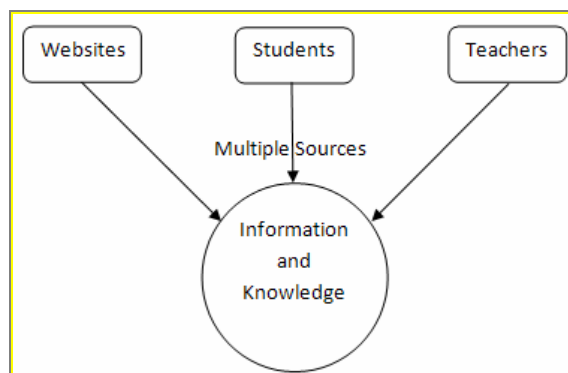 Websites
Students
Teachers
Multiple Sources
Information
and
Knowledge